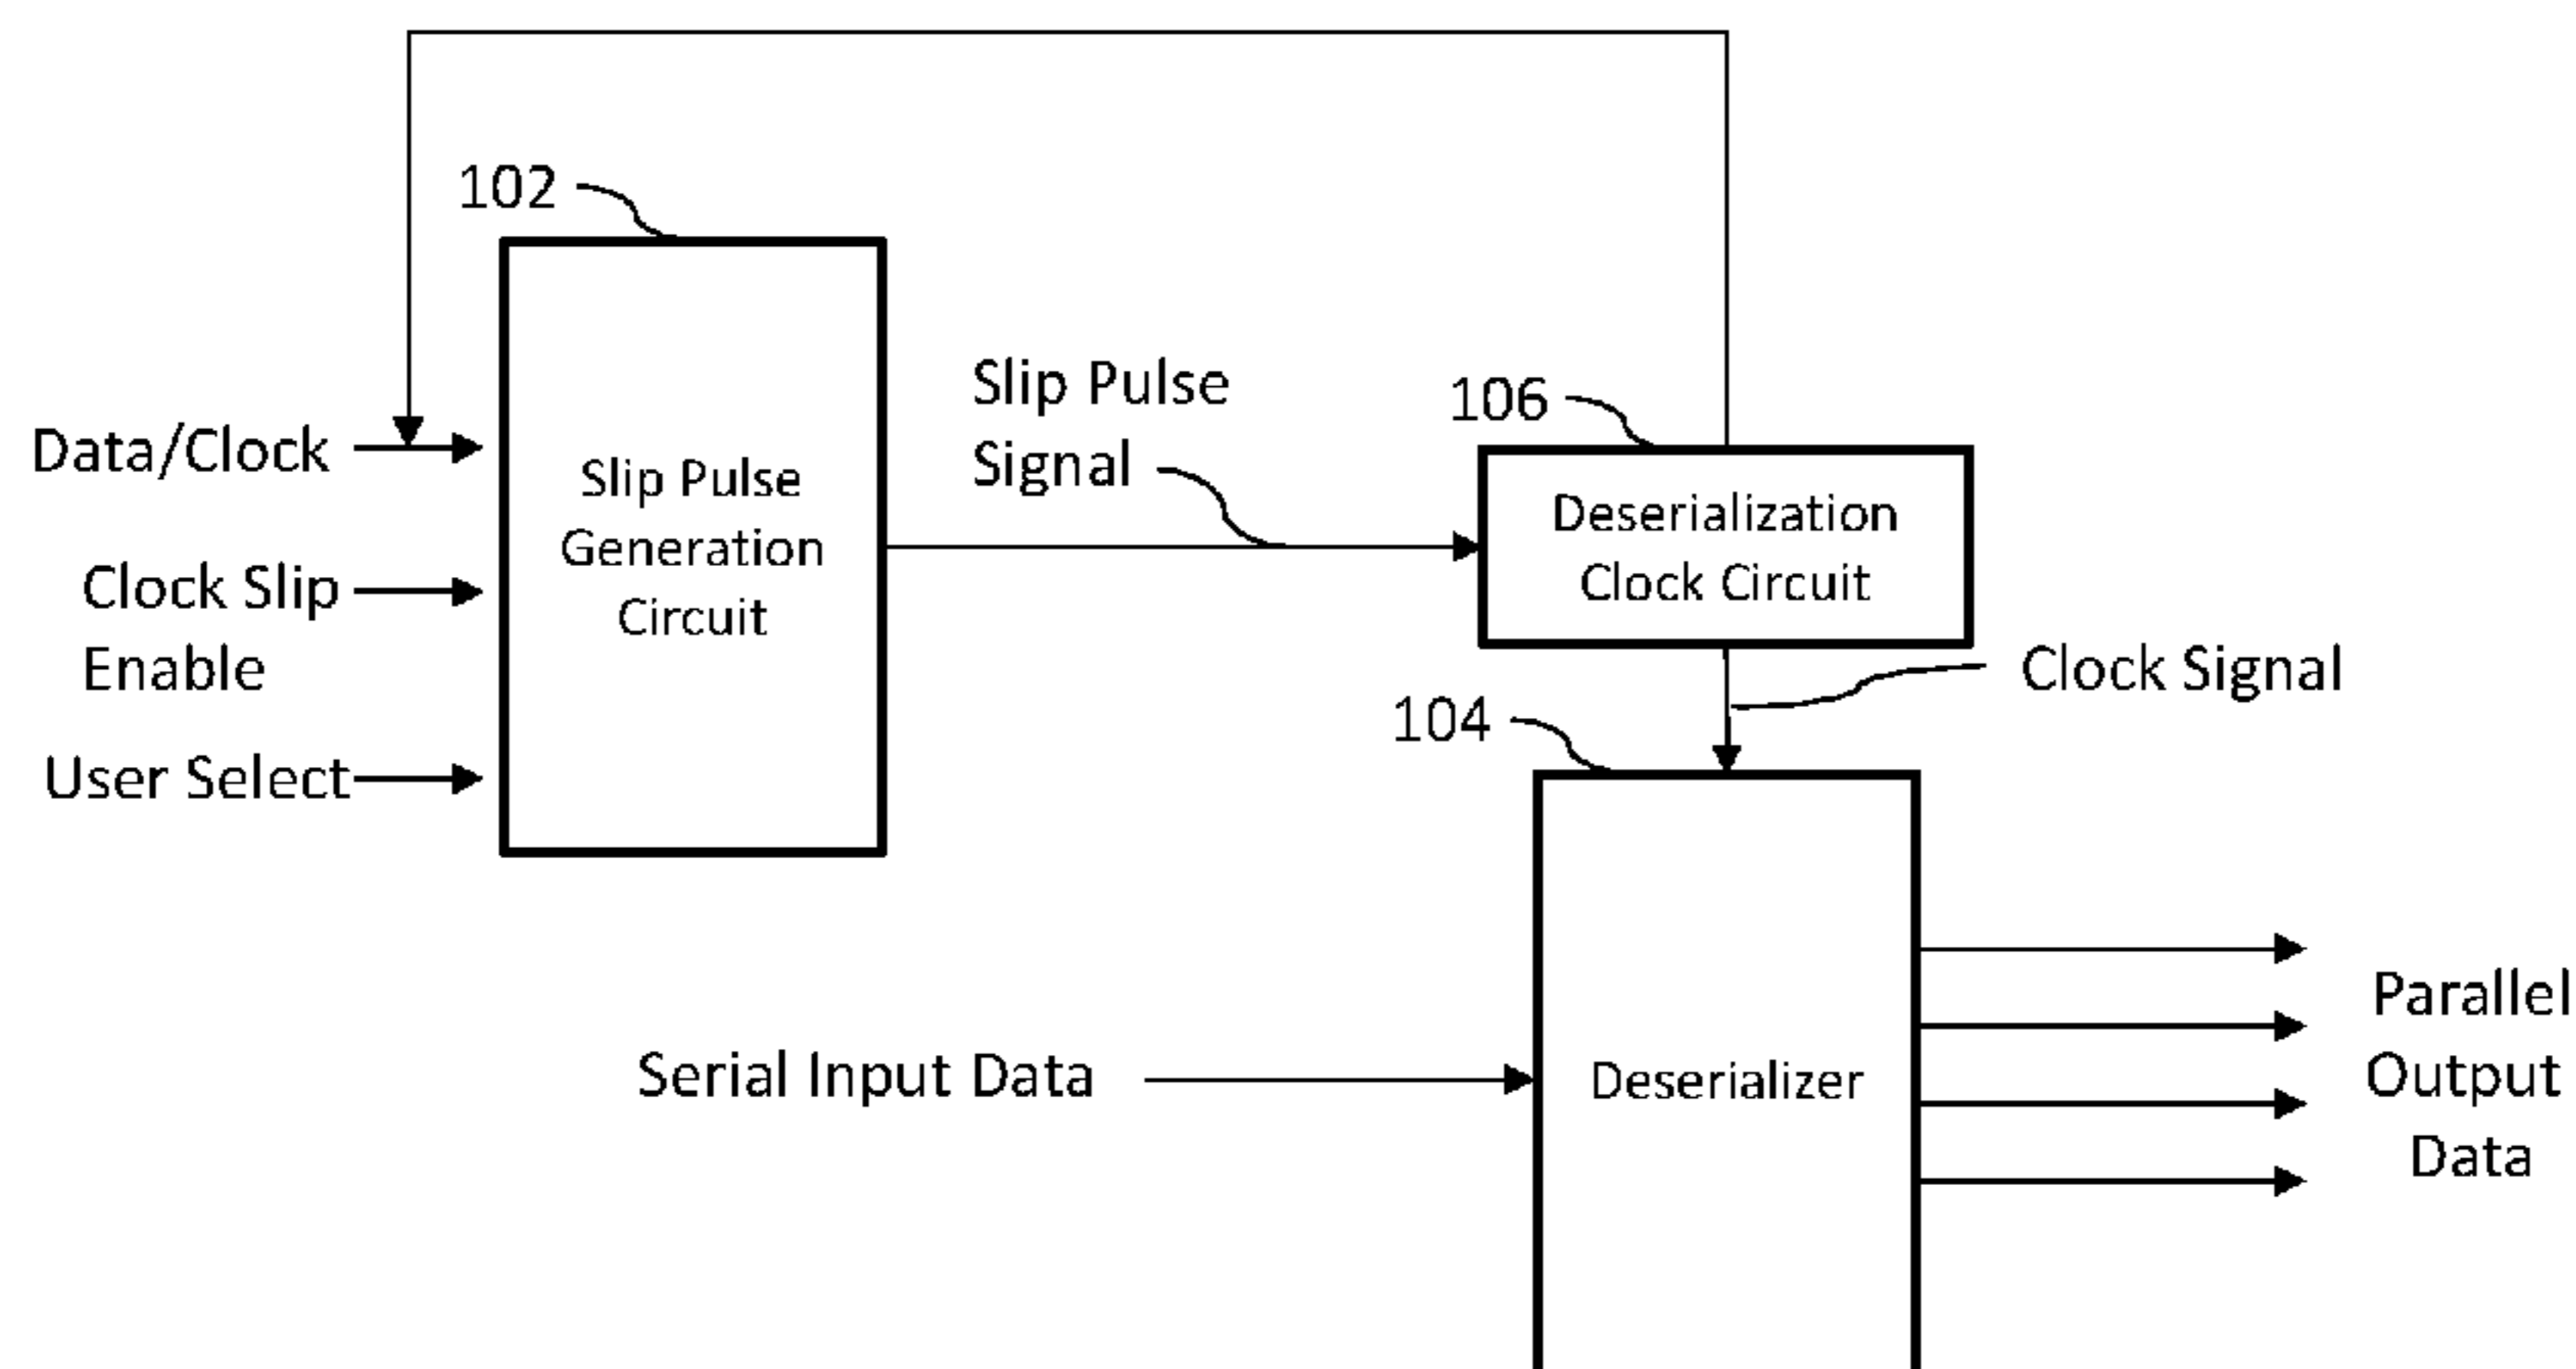 102
Slip Pulse
Signal
106
Data/Clock
Slip Pulse
Generation
Circuit
Deserialization
Clock Circuit
Clock Slip
Enable
Clock Signal
104
User Select
Serial Input Data
Deserializer
Parallel
Output
Data